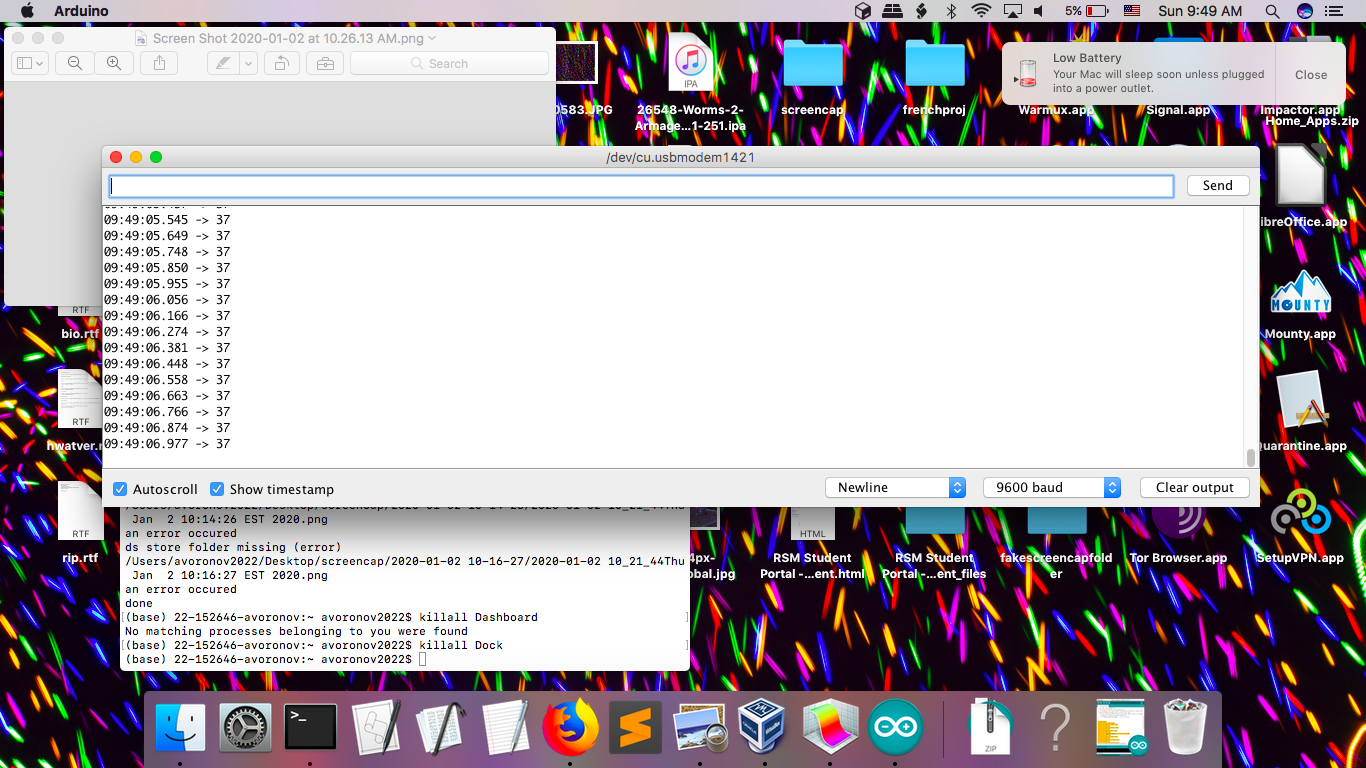 Arduino
5%
Sun 9:49 AM
Screen Shot 2020-01-02 at 10.26.13 AM.png
Search
Low Battery
Your Mac will sleep soon unless plugged
into a power outlet.
Close
IPA
0583.JPG
26548-Worms-2-
Armage...1-251.ipa
screencap
frenchproj
Warmux.app
Signal.app
Impactor.app
Home_Apps.zip
/dev/cu.usbmodem1421
Send
09:49:05.545 -> 37
09:49:05.649 -> 37
09:49:05.748 -> 37
09:49:05.850 -> 37
09:49:05.955 -> 37
09:49:06.056 -> 37
09:49:06.166 -> 37
09:49:06.274 -> 37
09:49:06.381 -> 37
09:49:06.448 -> 37
09:49:06.558 -> 37
09:49:06.663 -> 37
09:49:06.766 -> 37
09:49:06.874 -> 37
09:49:06.977 -> 37
Autoscroll
Show timestamp
Newline
9600 baud
Clear output
RTF
bio.rtf
RTF
hwatver.r
RTF
rip.rtf
ibreOffice.app
MOUNTY
Mounty.app
Quarantine.app
SetupVPN.app
Jan 2 10:14:26 EST 2020.png
an error occured
ds store folder missing (error)
/Users/avoronov2022/Desktop/screencap/2020-01-02 10-16-27/2020-01-02 10_21_44Thu
Jan 2 10:16:27 EST 2020.png
an error occured
done
[(base) 22-152646-avoronov:~ avoronov2022$ killall Dashboard ]
No matching processes belonging to you were found
[(base) 22-152646-avoronov:~ avoronov2022$ killall Dock ]
(base) 22-152646-avoronov:~ avoronov2022$
4px-
bal.jpg
HTML
RSM Student
Portal -...ent.html
RSM Student
Portal -...ent_files
fakescreencapfold
er
Tor Browser.app
>_
ZIP